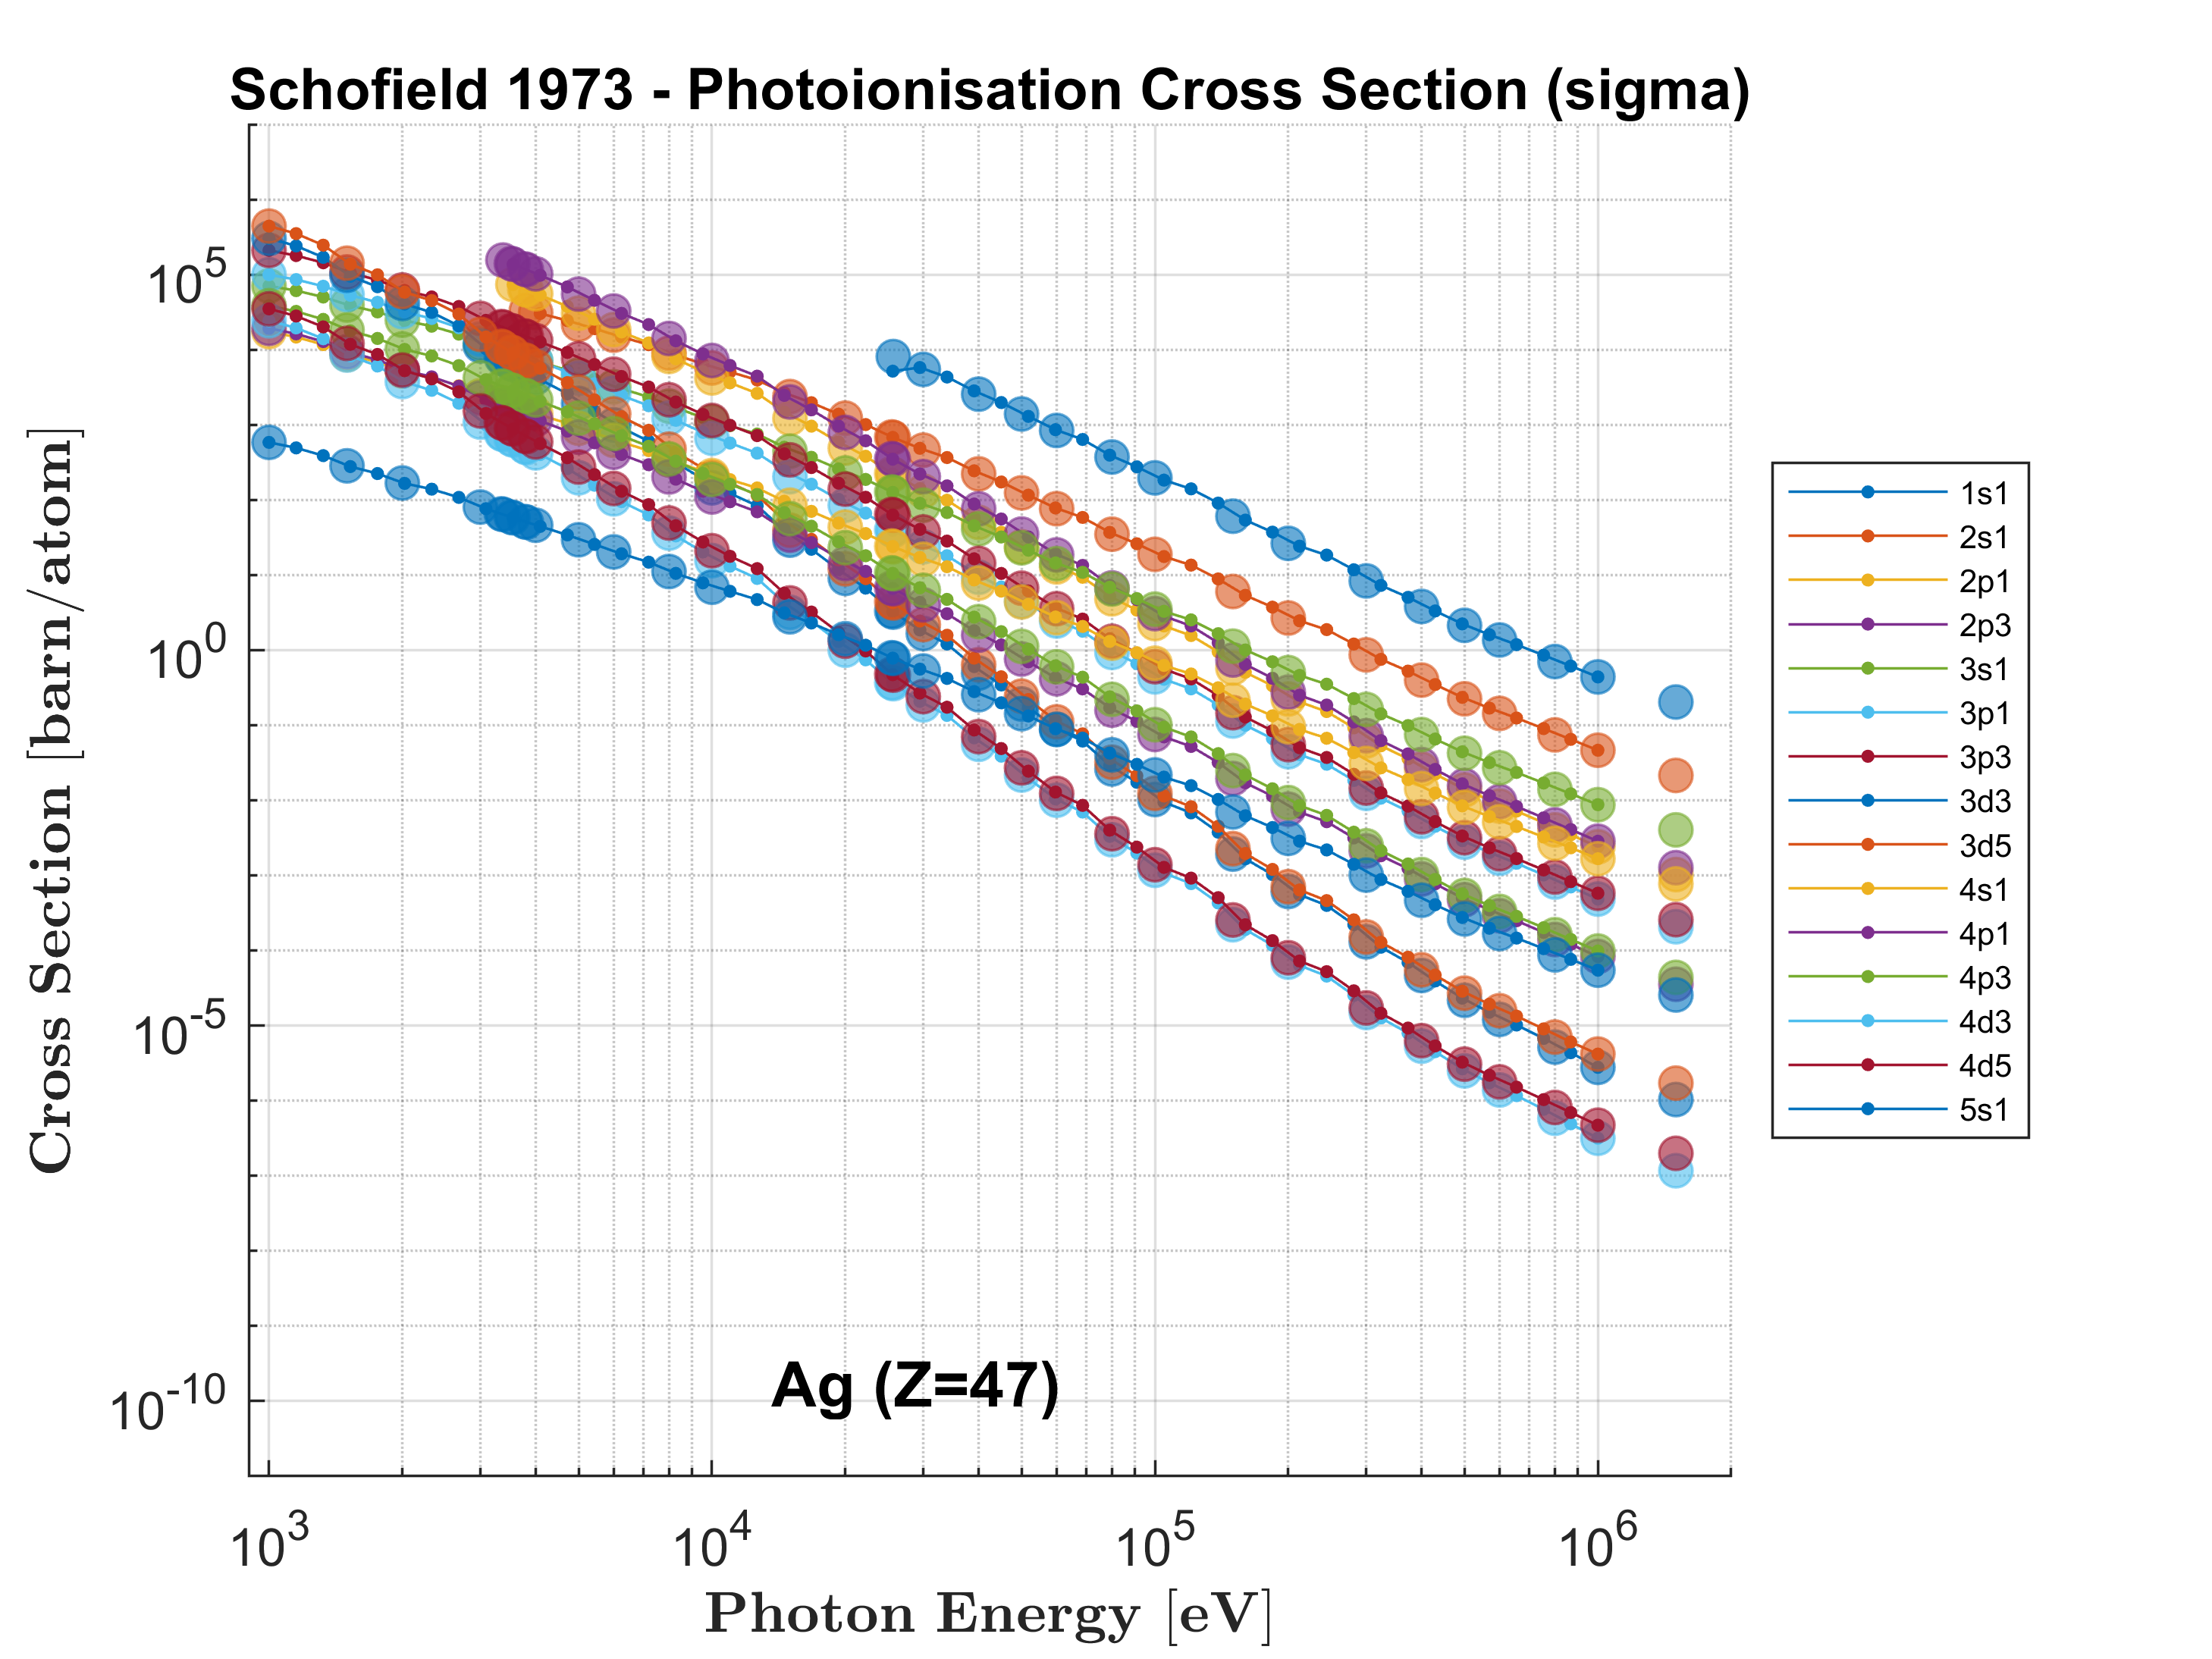 Schofield 1973 - Photoionisation Cross Section (sigma)
Cross Section [barn/atom]
10^5
10^0
10^-5
10^-10
Ag (Z=47)
10^3 10^4 10^5 10^6
Photon Energy [eV]
1s1
2s1
2p1
2p3
3s1
3p1
3p3
3d3
3d5
4s1
4p1
4p3
4d3
4d5
5s1